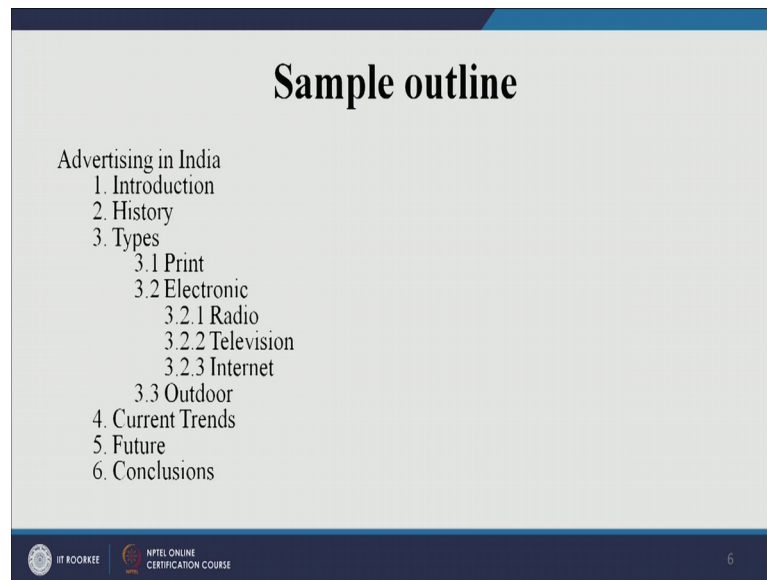 Sample outline
Advertising in India
1. Introduction
2. History
3. Types
3.1 Print
3.2 Electronic
3.2.1 Radio
3.2.2 Television
3.2.3 Internet
3.3 Outdoor
4. Current Trends
5. Future
6. Conclusions
IIT ROORKEE
NPTEL
NPTEL ONLINE
CERTIFICATION COURSE
6